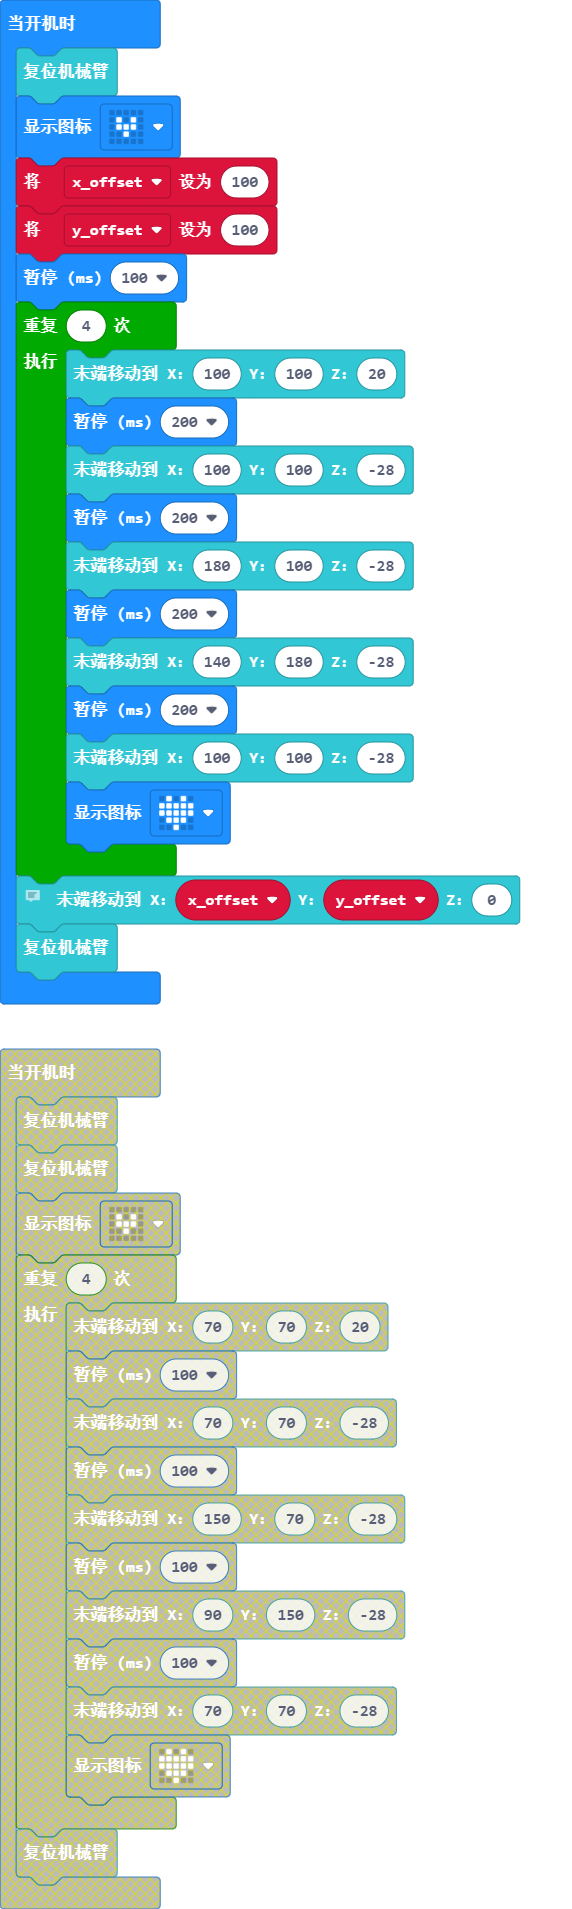 当开机时
复位机械臂
显示图标
将 x_offset 设为 100
将 y_offset 设为 100
暂停 (ms) 100
重复 4 次
执行
末端移动到 X: 100 Y: 100 Z: 20
暂停 (ms) 200
末端移动到 X: 100 Y: 100 Z: -28
暂停 (ms) 200
末端移动到 X: 180 Y: 100 Z: -28
暂停 (ms) 200
末端移动到 X: 140 Y: 180 Z: -28
暂停 (ms) 200
末端移动到 X: 100 Y: 100 Z: -28
显示图标
末端移动到 X: x_offset Y: y_offset Z: 0
复位机械臂
当开机时
复位机械臂
复位机械臂
显示图标
重复 4 次
执行
末端移动到 X: 70 Y: 70 Z: 20
暂停 (ms) 100
末端移动到 X: 70 Y: 70 Z: -28
暂停 (ms) 100
末端移动到 X: 150 Y: 70 Z: -28
暂停 (ms) 100
末端移动到 X: 90 Y: 150 Z: -28
暂停 (ms) 100
末端移动到 X: 70 Y: 70 Z: -28
显示图标
复位机械臂